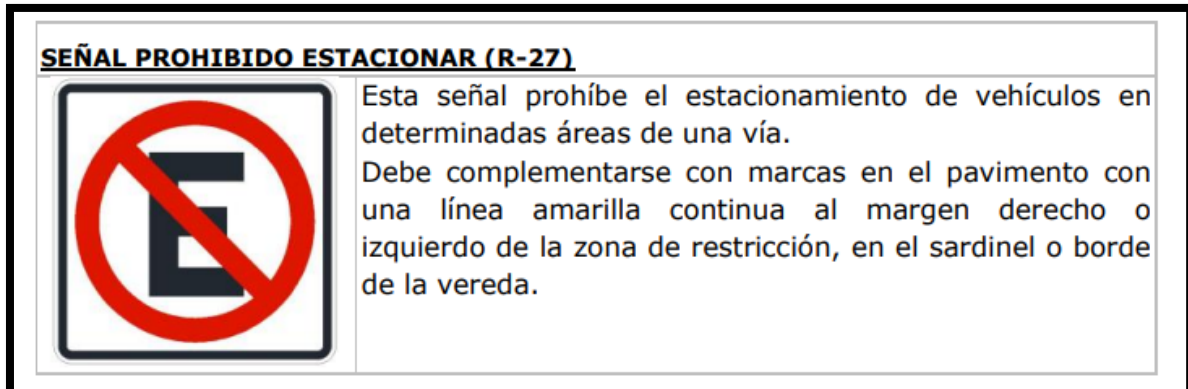 SEÑAL PROHIBIDO ESTACIONAR (R-27)
E
Esta señal prohíbe el estacionamiento de vehículos en
determinadas áreas de una vía.
Debe complementarse con marcas en el pavimento con
una línea amarilla continua al margen derecho o
izquierdo de la zona de restricción, en el sardinel o borde
de la vereda.